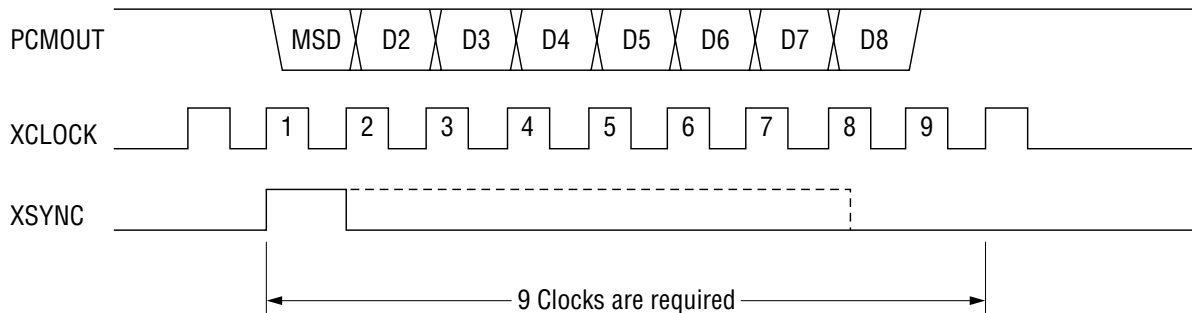 PCMOUT MSD D2 D3 D4 D5 D6 D7 D8
XCLOCK 1 2 3 4 5 6 7 8 9
XSYNC
9 Clocks are required